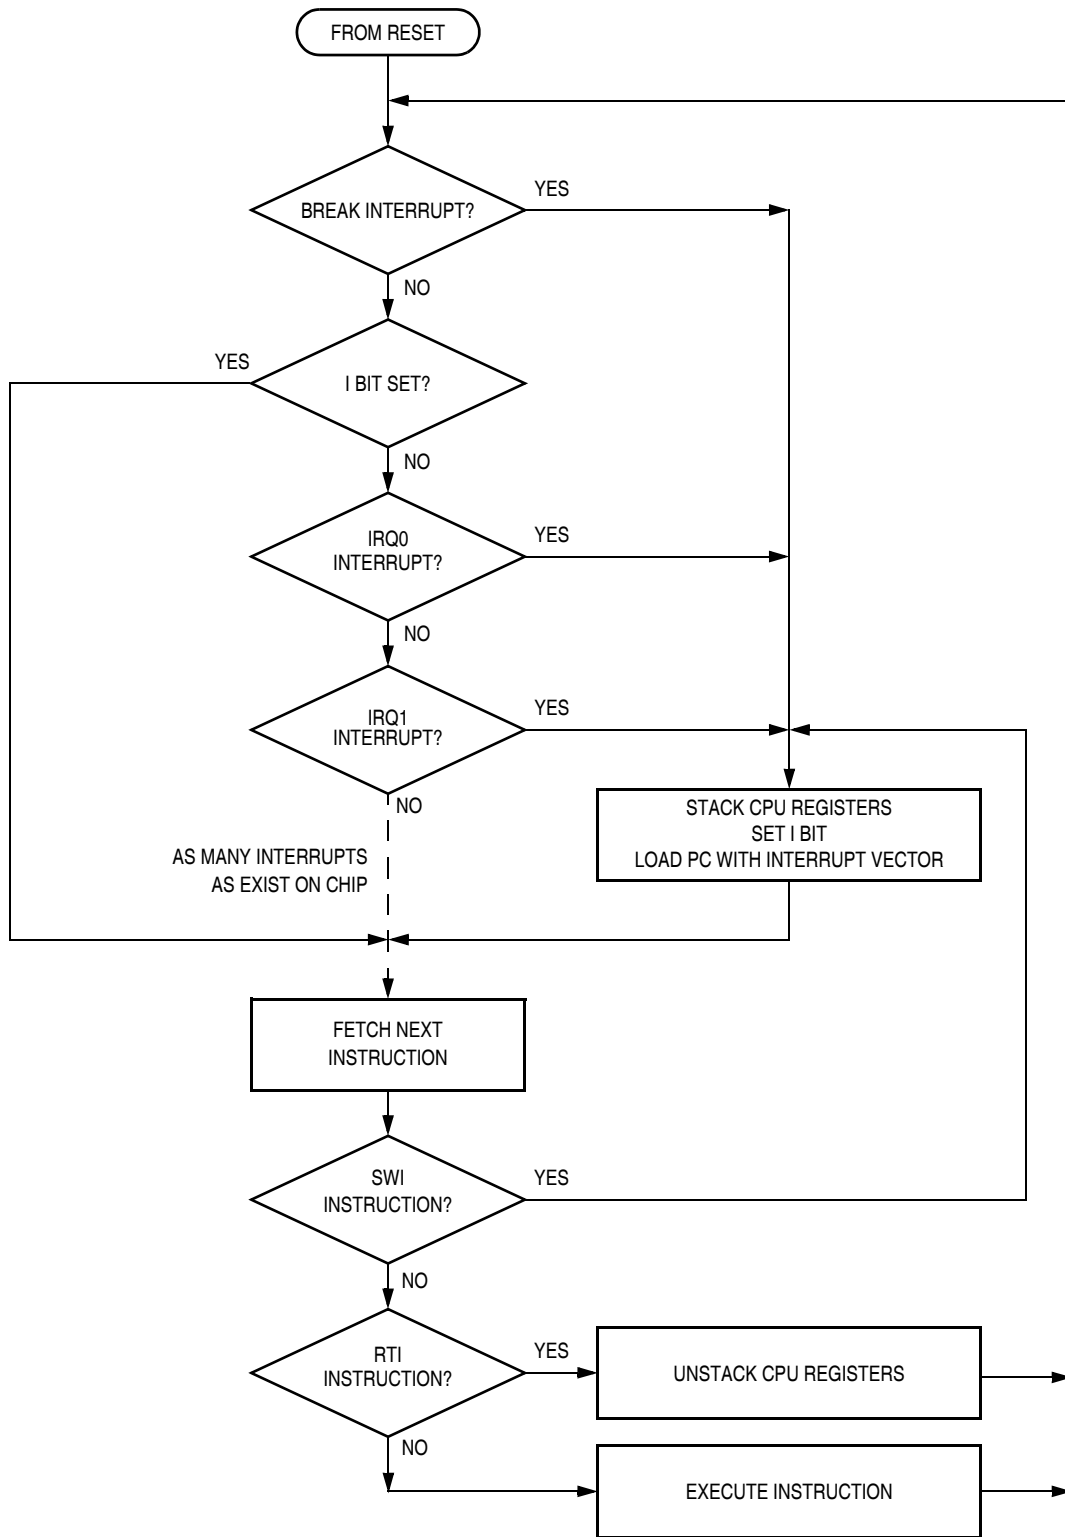 FROM RESET
BREAK INTERRUPT?
YES
NO
I BIT SET?
YES
NO
IRQ0
INTERRUPT?
YES
NO
IRQ1
INTERRUPT?
YES
NO
AS MANY INTERRUPTS
AS EXIST ON CHIP
STACK CPU REGISTERS
SET I BIT
LOAD PC WITH INTERRUPT VECTOR
FETCH NEXT
INSTRUCTION
SWI
INSTRUCTION?
YES
NO
RTI
INSTRUCTION?
YES
UNSTACK CPU REGISTERS
NO
EXECUTE INSTRUCTION